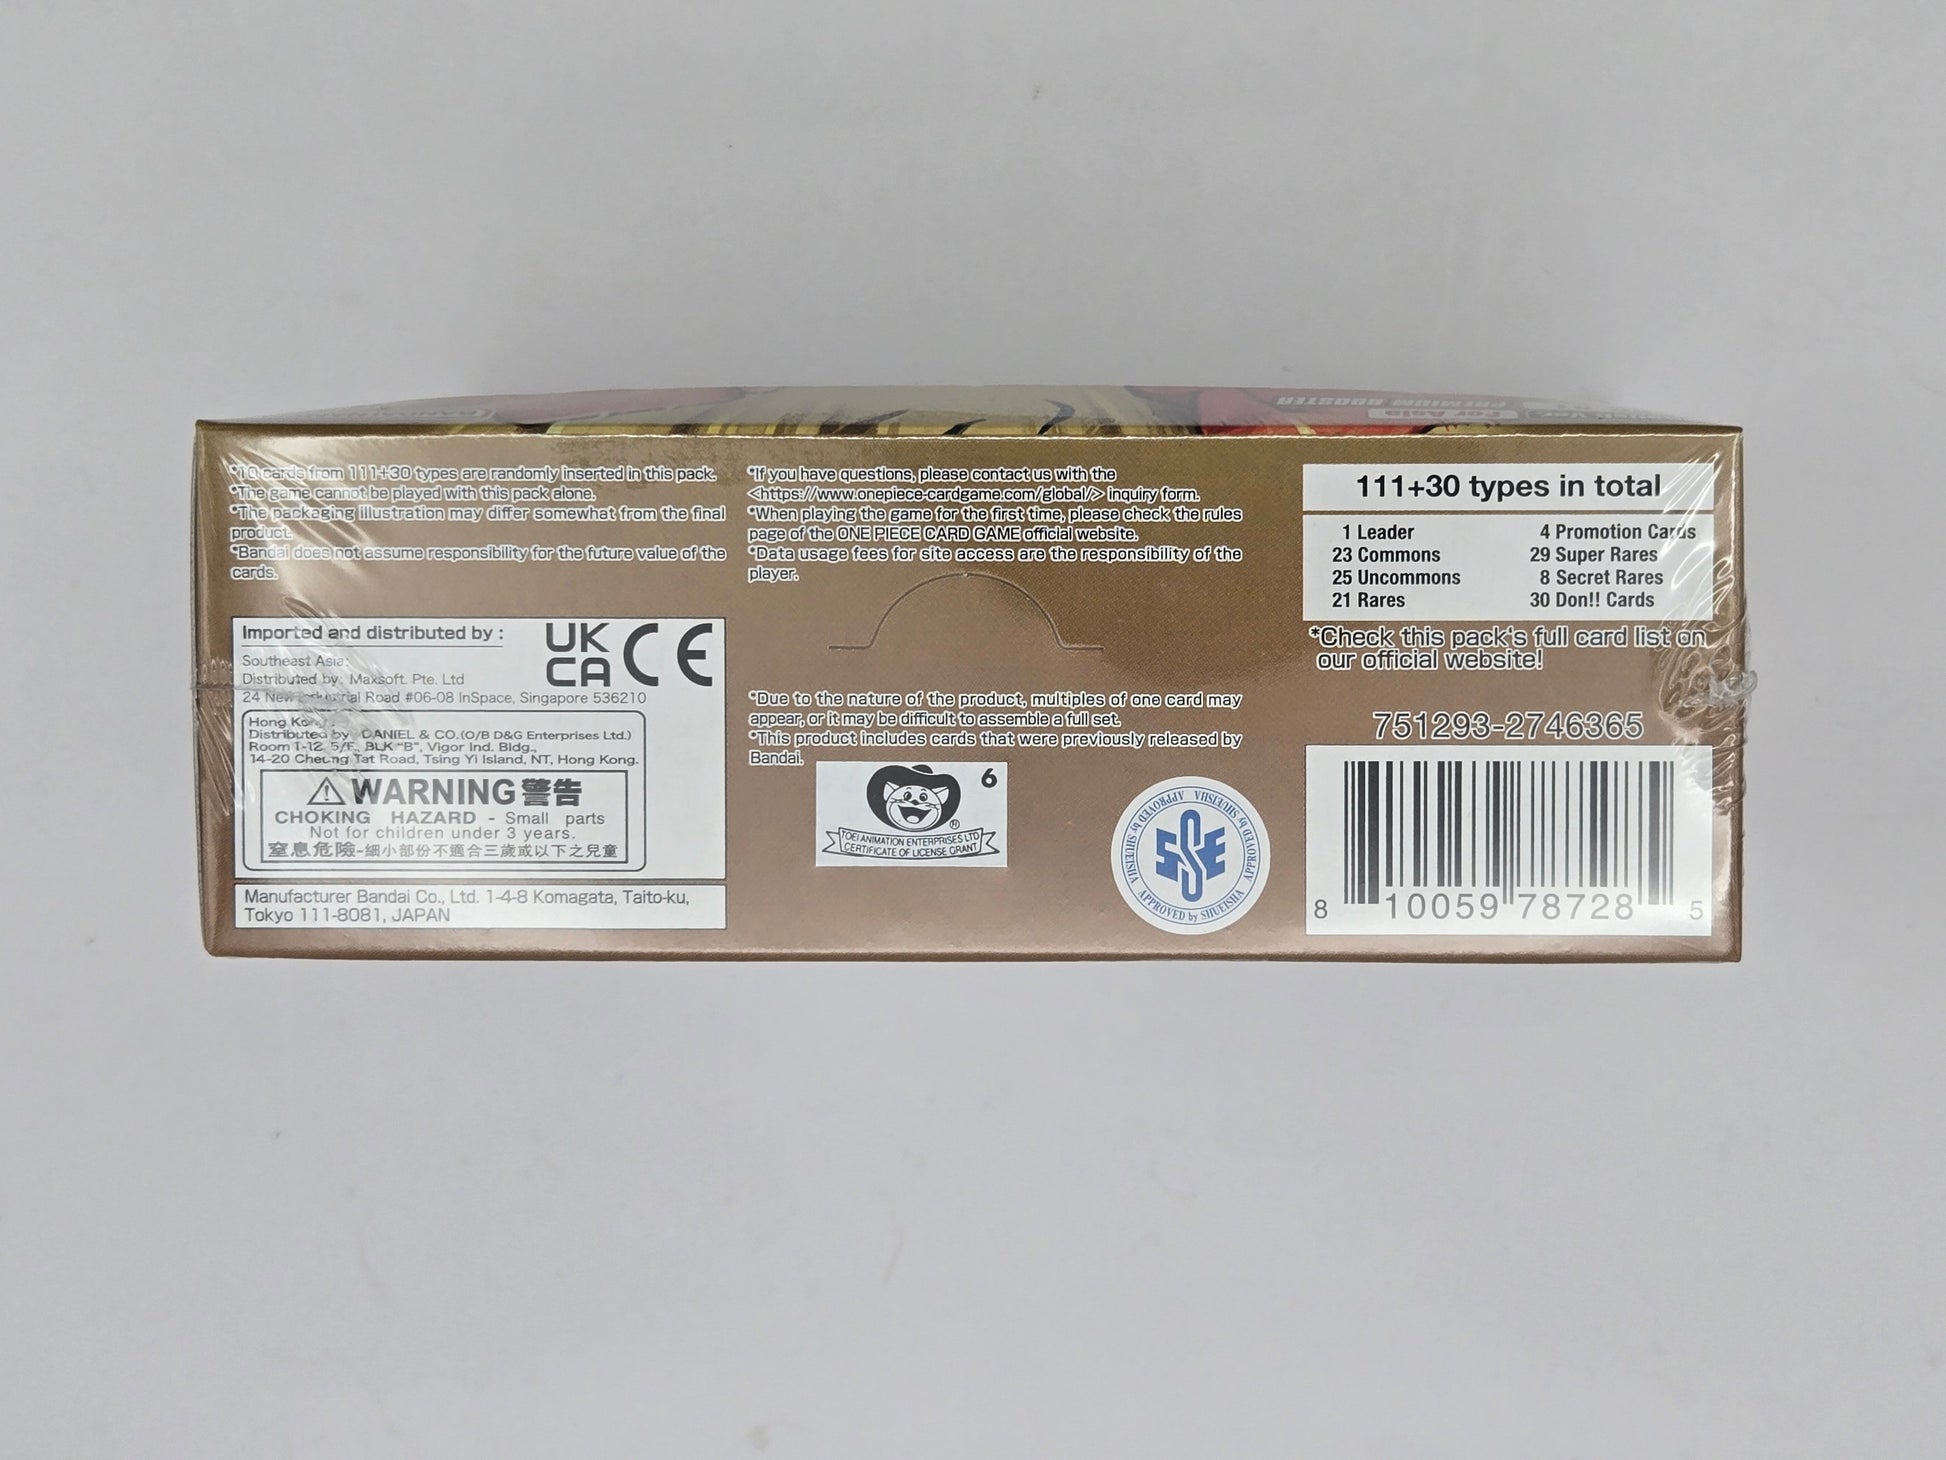 PREMIUM BOOSTER
For Asia
*10 cards from 111+30 types are randomly inserted in this pack.
*The game cannot be played with this pack alone.
*The packaging illustration may differ somewhat from the final
product.
*Bandai does not assume responsibility for the future value of the
cards.
Imported and distributed by :
UK
CA CE
Southeast Asia:
Distributed by: Maxsoft. Pte. Ltd
24 New Industrial Road #06-08 InSpace, Singapore 536210
Hong Kong:
Distributed by: DANIEL & CO.(O/B D&G Enterprises Ltd.)
Room 1-12, 5/F., BLK "B", Vigor Ind. Bldg.,
14-20 Cheung Tat Road, Tsing Yi Island, NT, Hong Kong.
WARNING 警告
CHOKING HAZARD - Small parts
Not for children under 3 years.
窒息危險-細小部份不適合三歲或以下之兒童
Manufacturer Bandai Co., Ltd. 1-4-8 Komagata, Taito-ku,
Tokyo 111-8081, JAPAN
*If you have questions, please contact us with the
<https://www.onepiece-cardgame.com/global/> inquiry form.
*When playing the game for the first time, please check the rules
page of the ONE PIECE CARD GAME official website.
*Data usage fees for site access are the responsibility of the
player.
*Due to the nature of the product, multiples of one card may
appear, or it may be difficult to assemble a full set.
*This product includes cards that were previously released by
Bandai.
6
®
TOEI ANIMATION ENTERPRISES LTD
CERTIFICATE OF LICENSE GRANT
APPROVED by SHUEISHA APPROVED by SHUEISHA APPROVED by SHUEISHA
SSE
111+30 types in total
1 Leader
23 Commons
25 Uncommons
21 Rares
4 Promotion Cards
29 Super Rares
8 Secret Rares
30 Don!! Cards
*Check this pack's full card list on
our official website!
751293-2746365
8 10059 78728 5